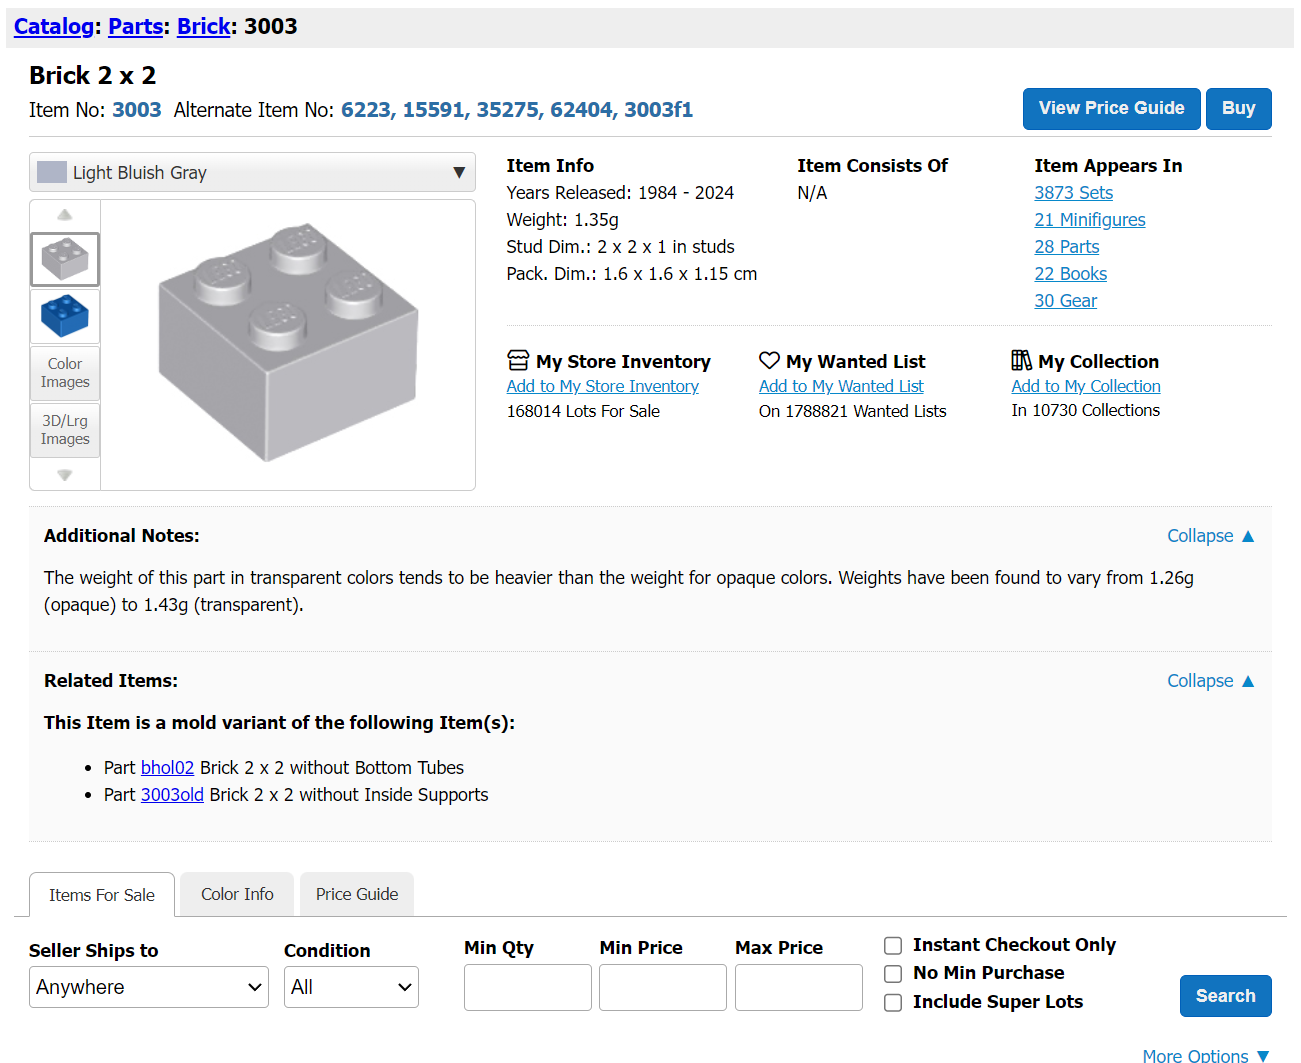 Catalog: Parts: Brick: 3003
Brick 2 x 2
Item No: 3003 Alternate Item No: 6223, 15591, 35275, 62404, 3003f1
View Price Guide
Buy
Light Bluish Gray ▼
Color
Images
3D/Lrg
Images
Item Info
Years Released: 1984 - 2024
Weight: 1.35g
Stud Dim.: 2 x 2 x 1 in studs
Pack. Dim.: 1.6 x 1.6 x 1.15 cm
Item Consists Of
N/A
Item Appears In
3873 Sets
21 Minifigures
28 Parts
22 Books
30 Gear
My Store Inventory
Add to My Store Inventory
168014 Lots For Sale
My Wanted List
Add to My Wanted List
On 1788821 Wanted Lists
My Collection
Add to My Collection
In 10730 Collections
Additional Notes:
Collapse ▲
The weight of this part in transparent colors tends to be heavier than the weight for opaque colors. Weights have been found to vary from 1.26g
(opaque) to 1.43g (transparent).
Related Items:
Collapse ▲
This Item is a mold variant of the following Item(s):
• Part bhol02 Brick 2 x 2 without Bottom Tubes
• Part 3003old Brick 2 x 2 without Inside Supports
Items For Sale
Color Info
Price Guide
Seller Ships to
Anywhere
Condition
All
Min Qty
Min Price
Max Price
Instant Checkout Only
No Min Purchase
Include Super Lots
Search
More Options ▼